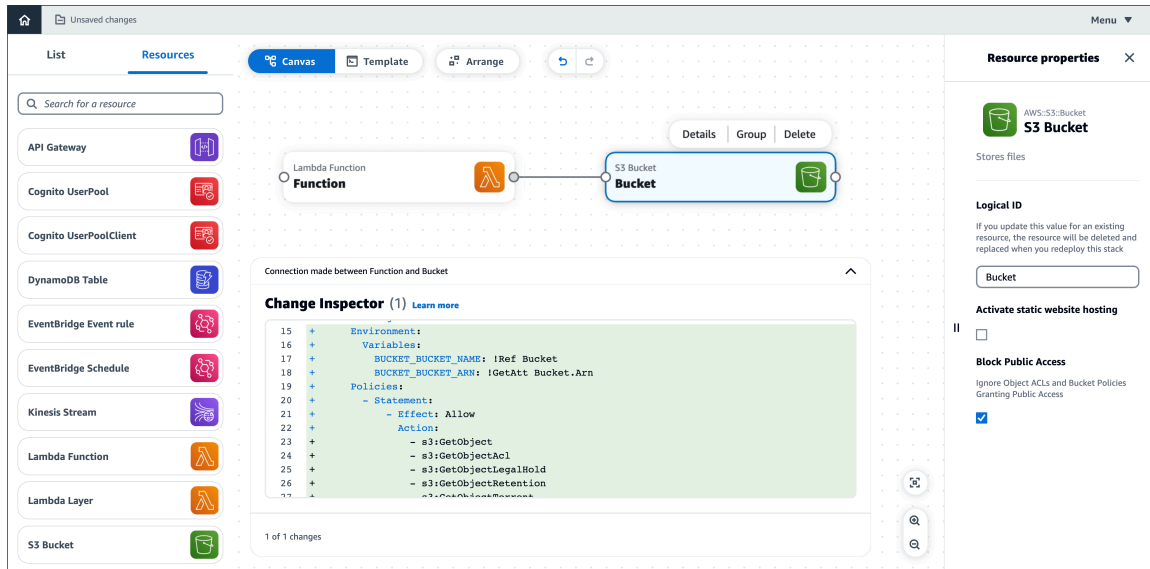 Unsaved changes
Menu ▼
List
Resources
Search for a resource
API Gateway
Cognito UserPool
Cognito UserPoolClient
DynamoDB Table
EventBridge Event rule
EventBridge Schedule
Kinesis Stream
Lambda Function
Lambda Layer
S3 Bucket
Canvas
Template
Arrange
Details
Group
Delete
Lambda Function
Function
S3 Bucket
Bucket
Connection made between Function and Bucket
Change Inspector (1) Learn more
15 + Environment:
16 + Variables:
17 + BUCKET_BUCKET_NAME: !Ref Bucket
18 + BUCKET_BUCKET_ARN: !GetAtt Bucket.Arn
19 + Policies:
20 + - Statement:
21 + - Effect: Allow
22 + Action:
23 + - s3:GetObject
24 + - s3:GetObjectAcl
25 + - s3:GetObjectLegalHold
26 + - s3:GetObjectRetention
27 + - s3:GetObjectTorrent
1 of 1 changes
Resource properties
AWS::S3::Bucket
S3 Bucket
Stores files
Logical ID
If you update this value for an existing
resource, the resource will be deleted and
replaced when you redeploy this stack
Bucket
Activate static website hosting
Block Public Access
Ignore Object ACLs and Bucket Policies
Granting Public Access